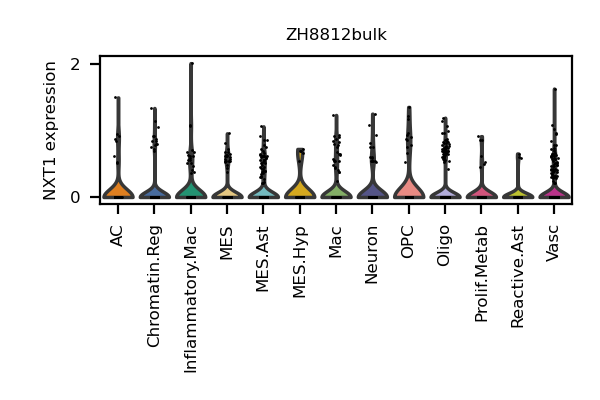 ZH8812bulk
NXT1 expression
2
0
AC
Chromatin.Reg
Inflammatory.Mac
MES
MES.Ast
MES.Hyp
Mac
Neuron
OPC
Oligo
Prolif.Metab
Reactive.Ast
Vasc